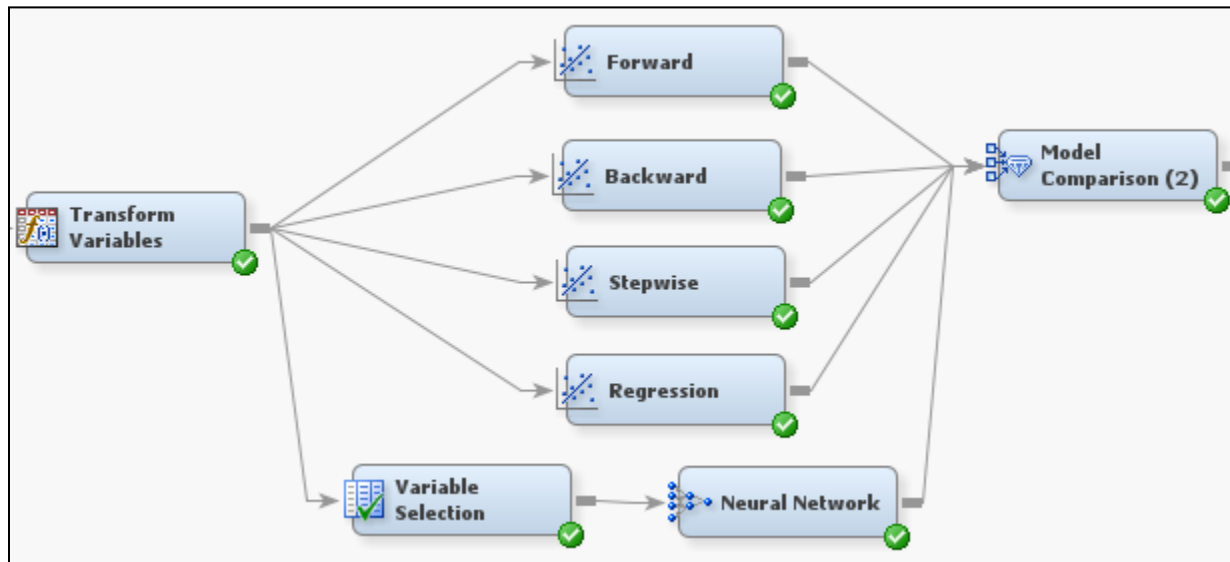 Forward
Backward
Transform
Variables
Stepwise
Regression
Variable
Selection
Neural Network
Model
Comparison (2)